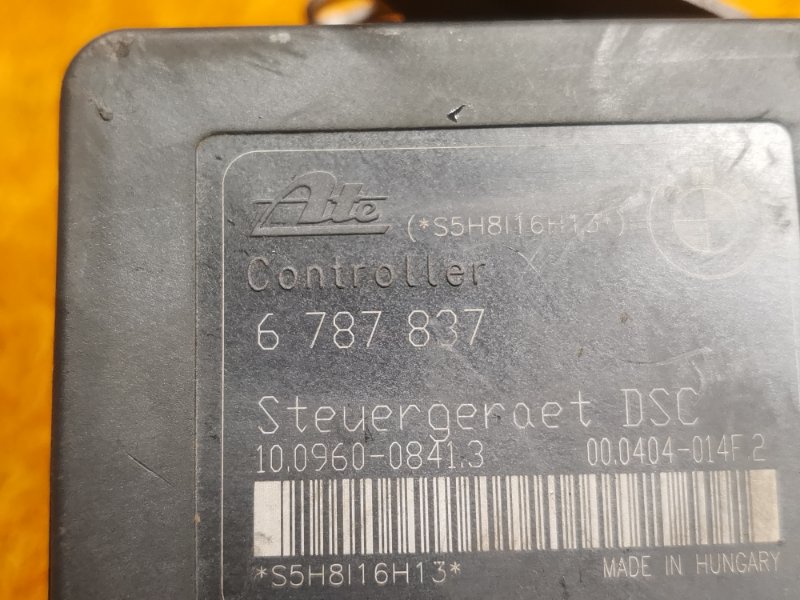 Ate (*S5H8I16H13*)
Controller
6 787 837
Steuergeraet DSC
10.0960-0841.3 00.0404-014F.2
*S5H8I16H13* MADE IN HUNGARY